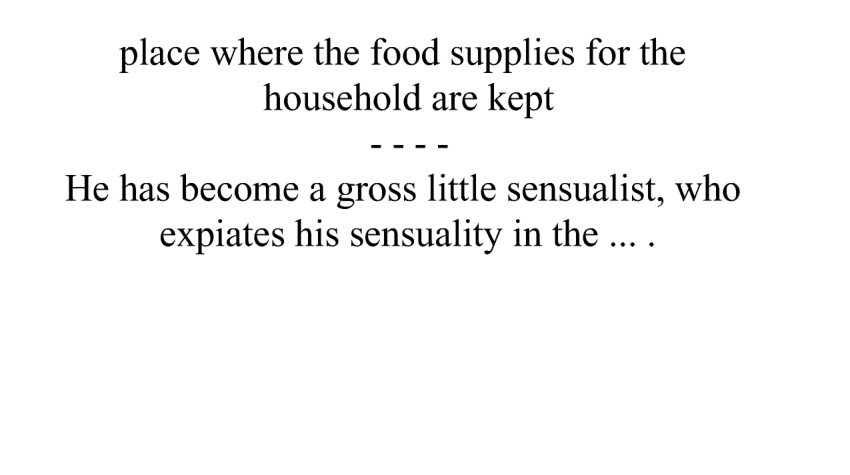 place where the food supplies for the
household are kept
- - - -
He has become a gross little sensualist, who
expiates his sensuality in the ... .